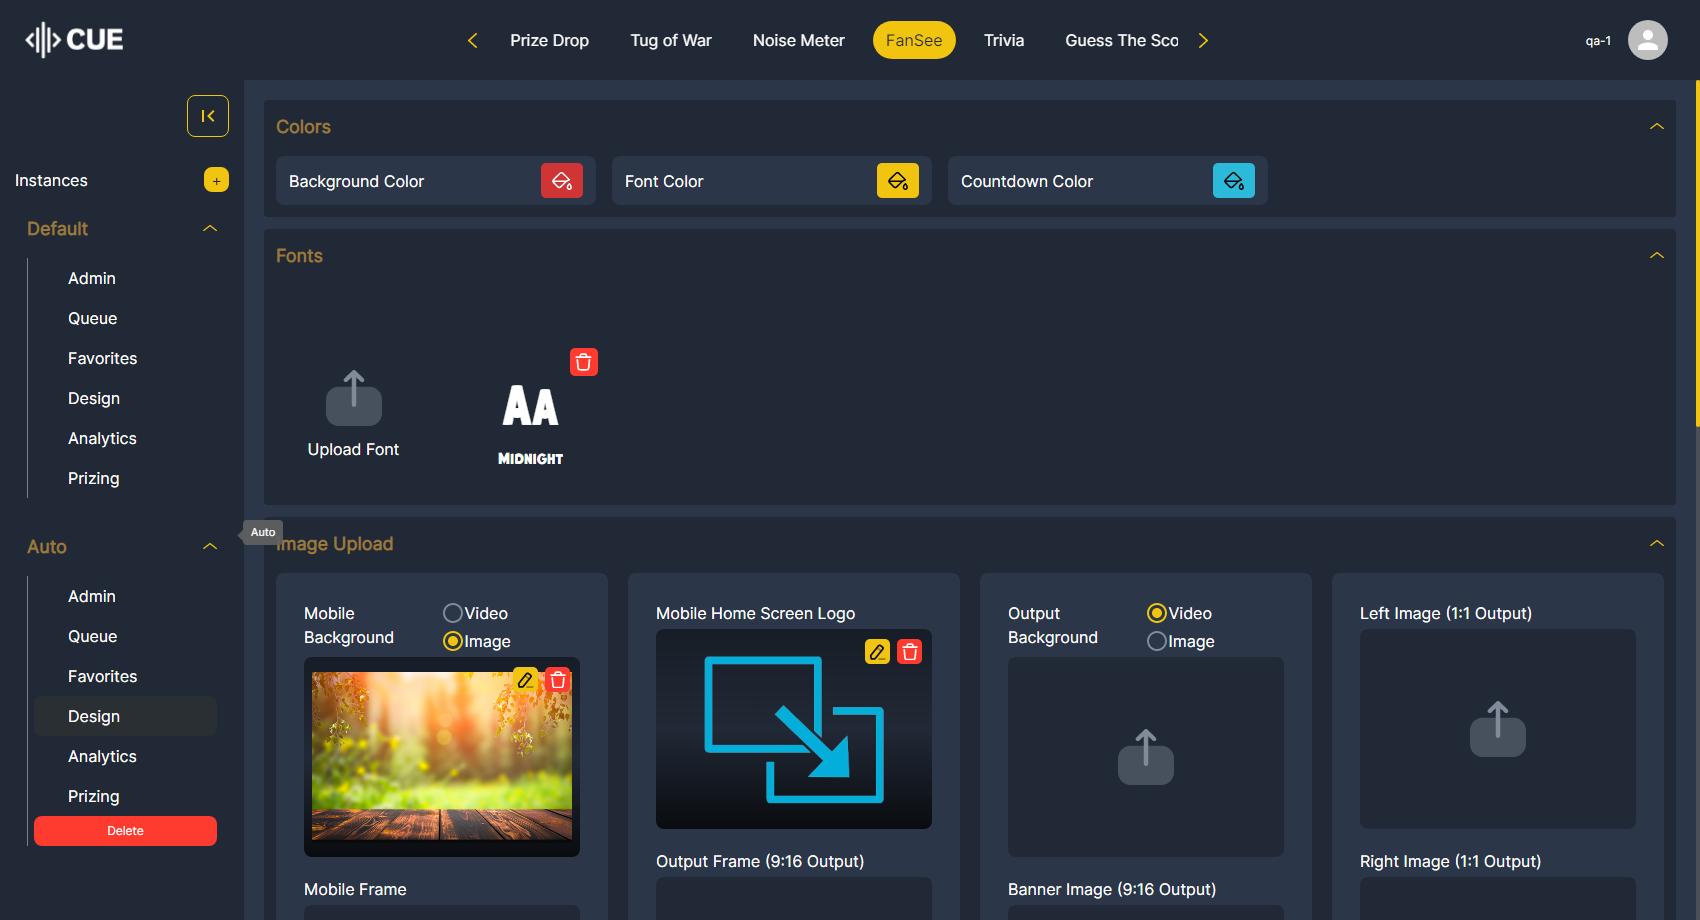 CUE
Prize Drop
Tug of War
Noise Meter
FanSee
Trivia
Guess The Sco
qa-1
Instances
+
Default
Admin
Queue
Favorites
Design
Analytics
Prizing
Auto
Admin
Queue
Favorites
Design
Analytics
Prizing
Delete
Auto
Colors
Background Color
Font Color
Countdown Color
Fonts
Upload Font
AA
MIDNIGHT
Image Upload
Mobile
Background
Video
Image
Mobile Frame
Mobile Home Screen Logo
Output Frame (9:16 Output)
Output
Background
Video
Image
Banner Image (9:16 Output)
Left Image (1:1 Output)
Right Image (1:1 Output)